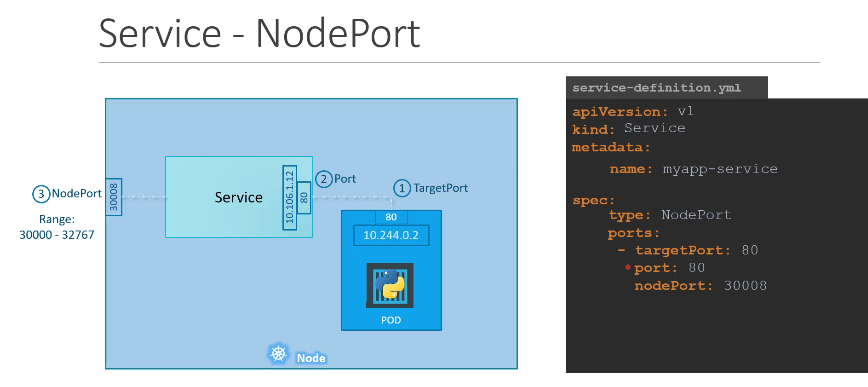 Service - NodePort
3 NodePort
Range:
30000 - 32767
30008
Service
10.106.1.12
80
2 Port
1 TargetPort
80
10.244.0.2
POD
Node
service-definition.yml
apiVersion: v1
kind: Service
metadata:
name: myapp-service
spec:
type: NodePort
ports:
- targetPort: 80
* port: 80
nodePort: 30008